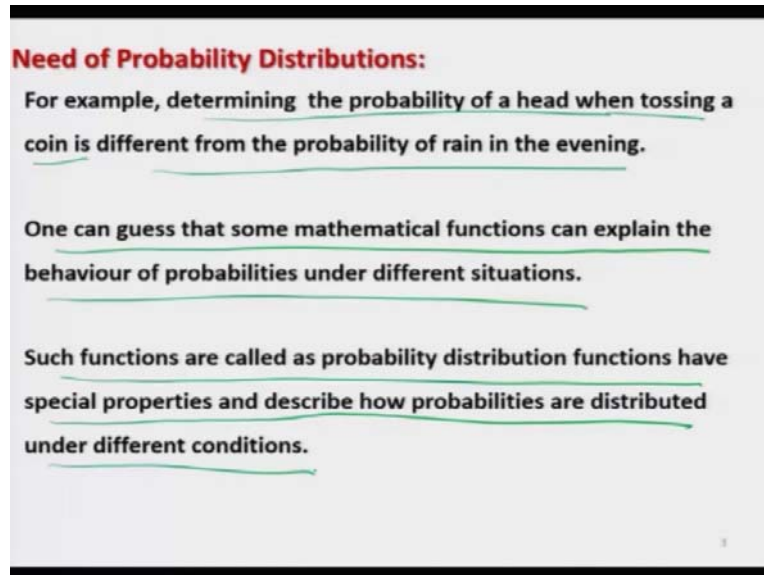 Need of Probability Distributions:
For example, determining the probability of a head when tossing a
coin is different from the probability of rain in the evening.
One can guess that some mathematical functions can explain the
behaviour of probabilities under different situations.
Such functions are called as probability distribution functions have
special properties and describe how probabilities are distributed
under different conditions.